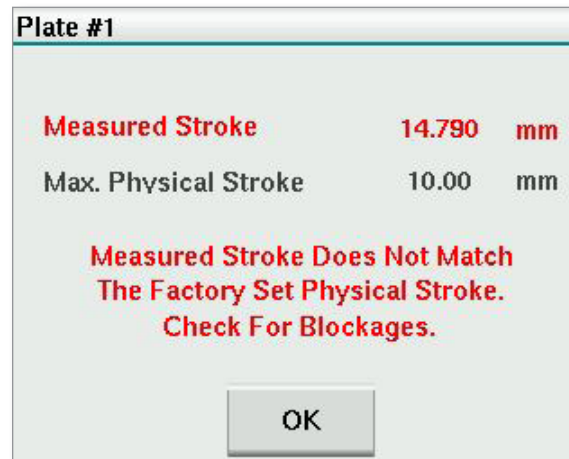 Plate #1
Measured Stroke 14.790 mm
Max. Physical Stroke 10.00 mm
Measured Stroke Does Not Match
The Factory Set Physical Stroke.
Check For Blockages.
OK